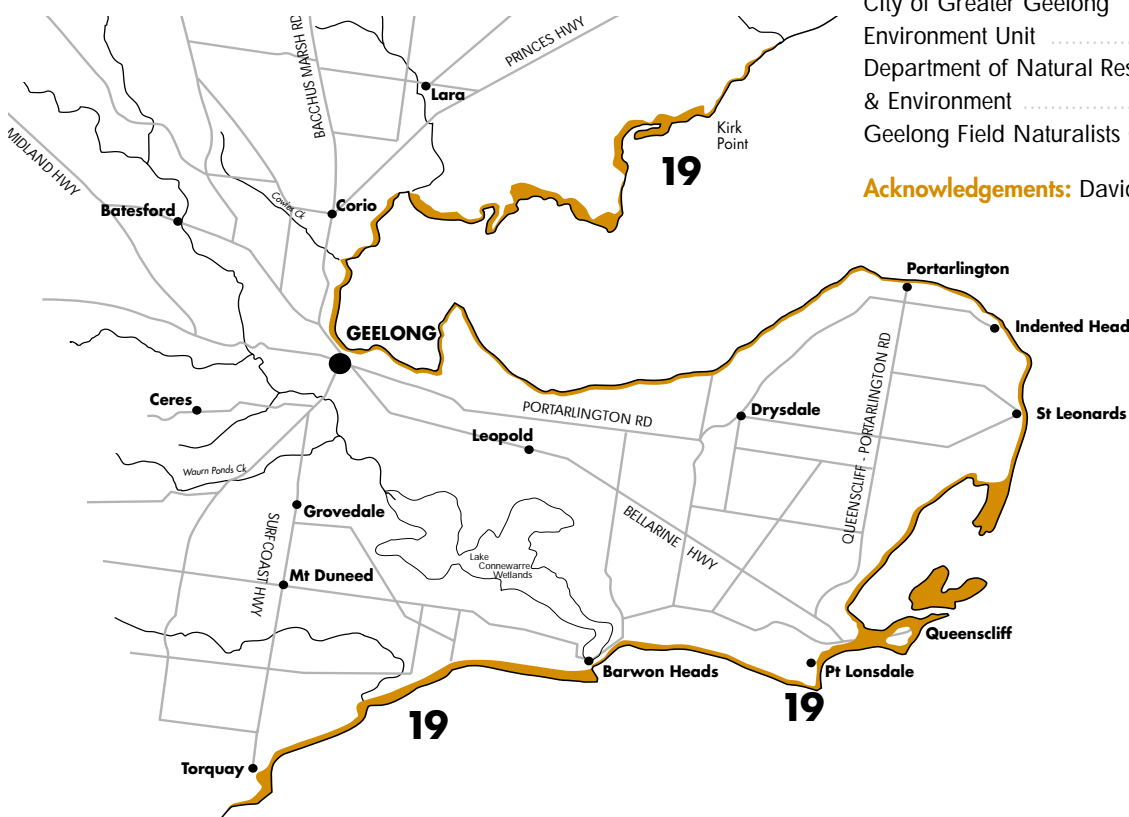 City of Greater Geelong
Environment Unit ....................
Department of Natural Res
& Environment ....................
Geelong Field Naturalists
Acknowledgements: David
BACCHUS MARSH RD
PRINCES HWY
Lara
MIDLAND HWY
Kirk
Point
19
Batesford
Cowies Ck
Corio
Portarlington
GEELONG
Indented Head
Ceres
PORTARLINGTON RD
Drysdale
QUEENSCLIFF - PORTARLINGTON RD
St Leonards
Leopold
Waurn Ponds Ck
Grovedale
SURFCOAST HWY
BELLARINE HWY
Lake
Connewarre
Wetlands
Mt Duneed
Queenscliff
Barwon Heads
Pt Lonsdale
19
19
Torquay